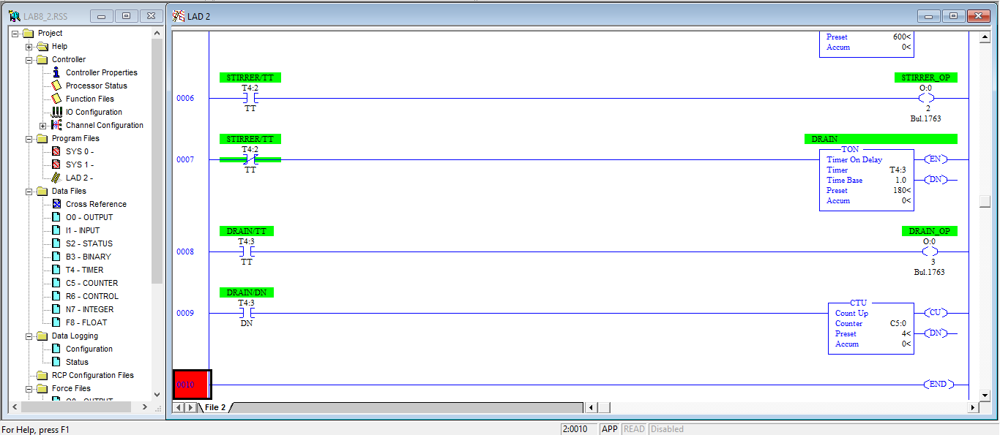 LAB8_2.RSS
Project
Help
Controller
Controller Properties
Processor Status
Function Files
IO Configuration
Channel Configuration
Program Files
SYS 0 -
SYS 1 -
LAD 2 -
Data Files
Cross Reference
O0 - OUTPUT
I1 - INPUT
S2 - STATUS
B3 - BINARY
T4 - TIMER
C5 - COUNTER
R6 - CONTROL
N7 - INTEGER
F8 - FLOAT
Data Logging
Configuration
Status
RCP Configuration Files
Force Files
O0 - OUTPUT
LAD 2
Preset 600<
Accum 0<
STIRRER/TT STIRRER_OP
T4:2 O:0
0006
TT 2
Bul.1763
STIRRER/TT DRAIN
T4:2 TON
0007 Timer On Delay EN
TT Timer T4:3
Time Base 1.0 DN
Preset 180<
Accum 0<
DRAIN/TT DRAIN_OP
T4:3 O:0
0008
TT 3
Bul.1763
DRAIN/DN
T4:3 CTU
0009 Count Up CU
DN Counter C5:0
Preset 4< DN
Accum 0<
0010 END
File 2
For Help, press F1 2:0010 APP READ Disabled